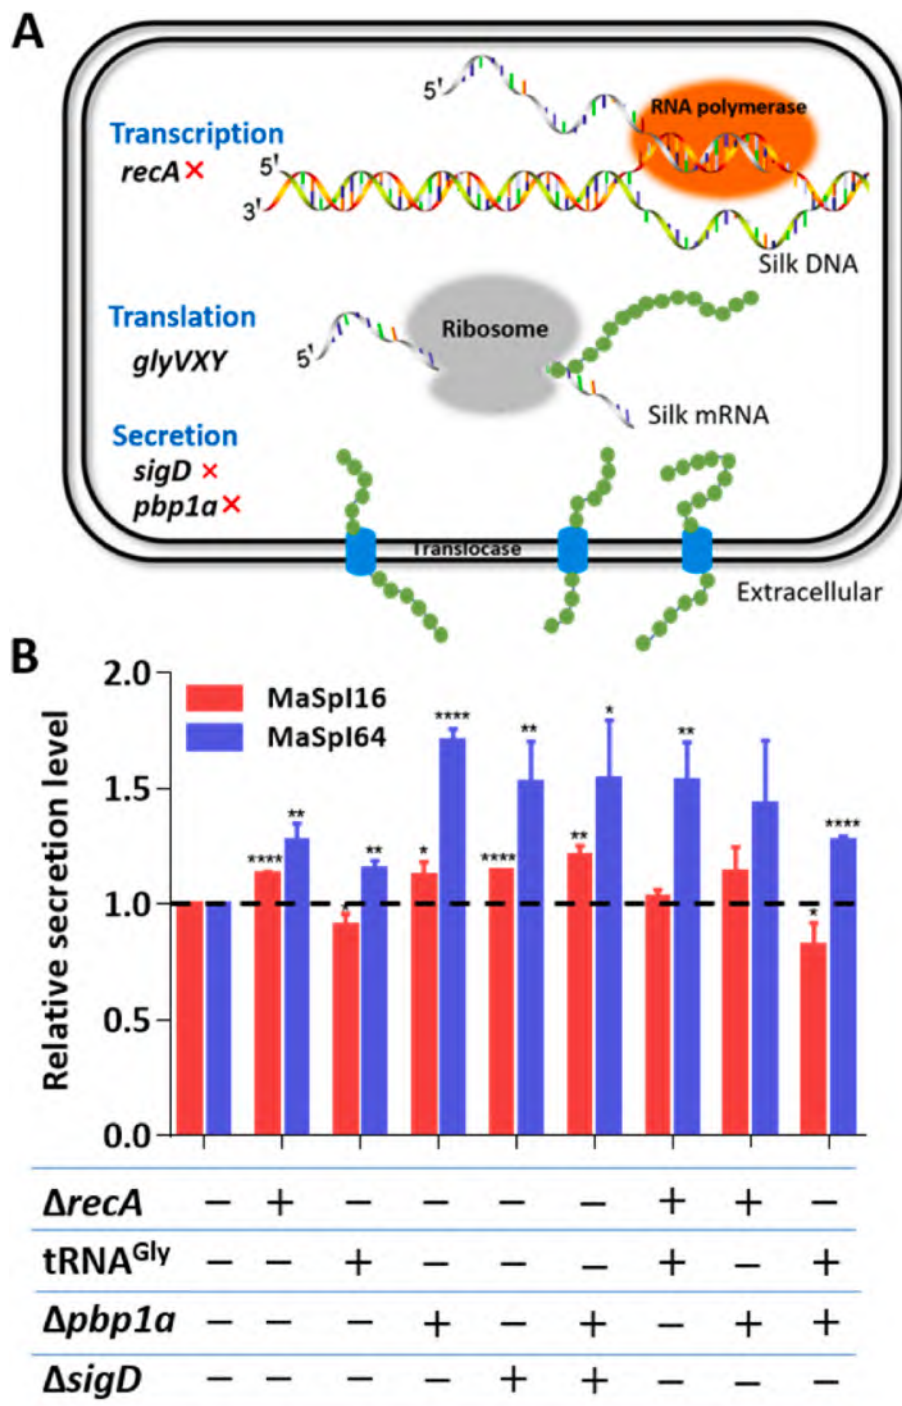 A
5'
RNA polymerase
Transcription
recA ×
5'
3'
Silk DNA
Translation
Ribosome
glyVXY
5'
Silk mRNA
Secretion
sigD ×
pbp1a ×
Translocase
Extracellular
B
2.0
MaSpI16
MaSpI64
**** * ** **
1.5
**** ** ** * **** ** ****
1.0
* *
0.5
0.0
Relative secretion level
ΔrecA − + − − − − + + −
tRNAGly − − + − − − + − +
Δpbp1a − − − + − + − + +
ΔsigD − − − − + + − − −